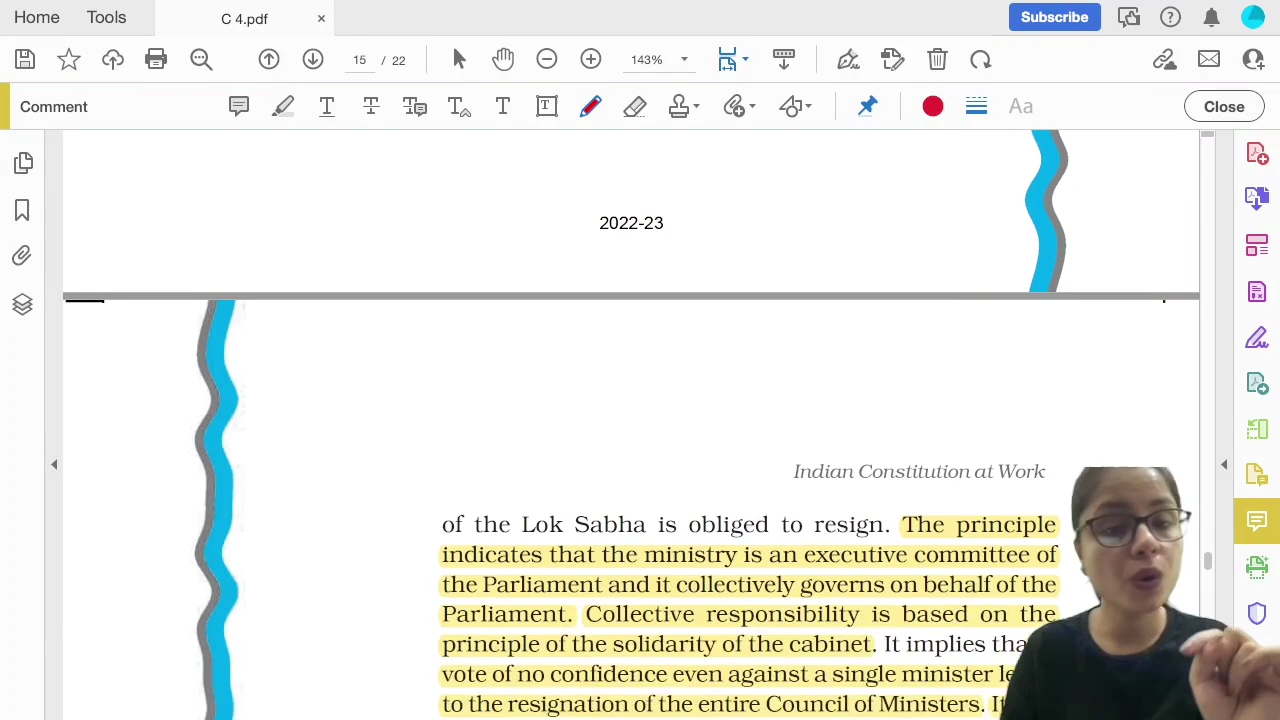 Home Tools C 4.pdf × Subscribe
15 / 22 143%
Comment Aa Close
2022-23
Indian Constitution at Work
of the Lok Sabha is obliged to resign. The principle
indicates that the ministry is an executive committee of
the Parliament and it collectively governs on behalf of the
Parliament. Collective responsibility is based on the
principle of the solidarity of the cabinet. It implies
vote of no confidence even against a single minister
to the resignation of the entire Council of Ministers.